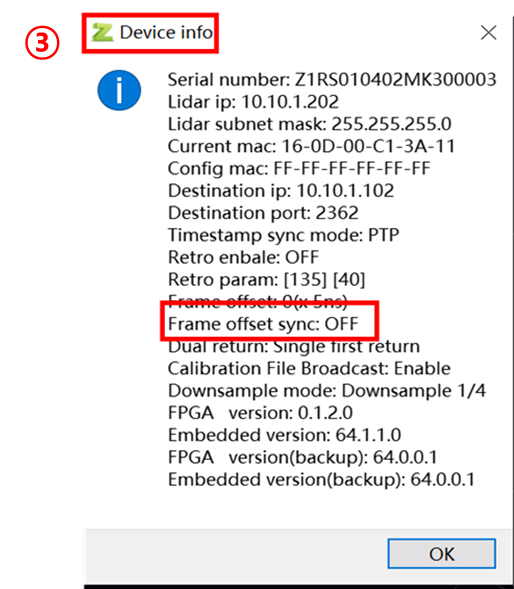 ③
Device info
Serial number: Z1RS010402MK300003
Lidar ip: 10.10.1.202
Lidar subnet mask: 255.255.255.0
Current mac: 16-0D-00-C1-3A-11
Config mac: FF-FF-FF-FF-FF-FF
Destination ip: 10.10.1.102
Destination port: 2362
Timestamp sync mode: PTP
Retro enbale: OFF
Retro param: [135] [40]
Frame offset: 0(x 5ns)
Frame offset sync: OFF
Dual return: Single first return
Calibration File Broadcast: Enable
Downsample mode: Downsample 1/4
FPGA   version: 0.1.2.0
Embedded version: 64.1.1.0
FPGA   version(backup): 64.0.0.1
Embedded version(backup): 64.0.0.1
OK